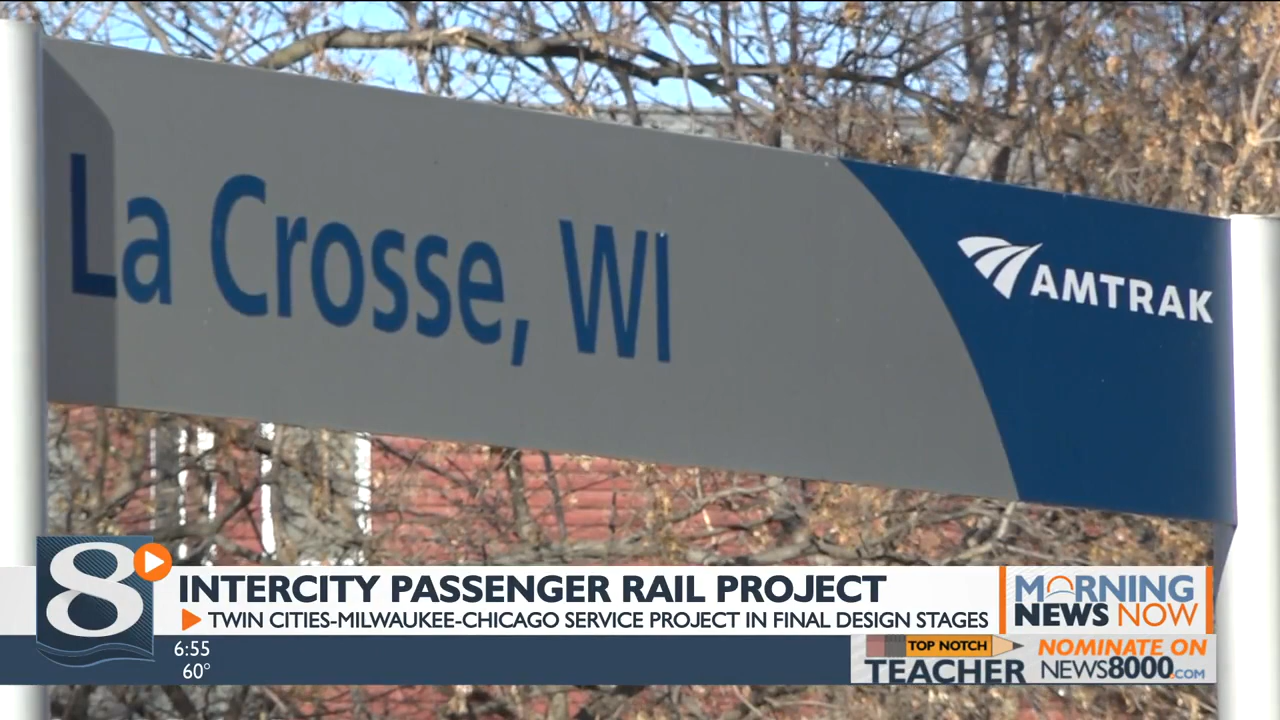 La Crosse, WI
AMTRAK
8
INTERCITY PASSENGER RAIL PROJECT
TWIN CITIES-MILWAUKEE-CHICAGO SERVICE PROJECT IN FINAL DESIGN STAGES
MORNING
NEWS NOW
6:55
60°
TOP NOTCH
TEACHER
NOMINATE ON
NEWS8000.COM